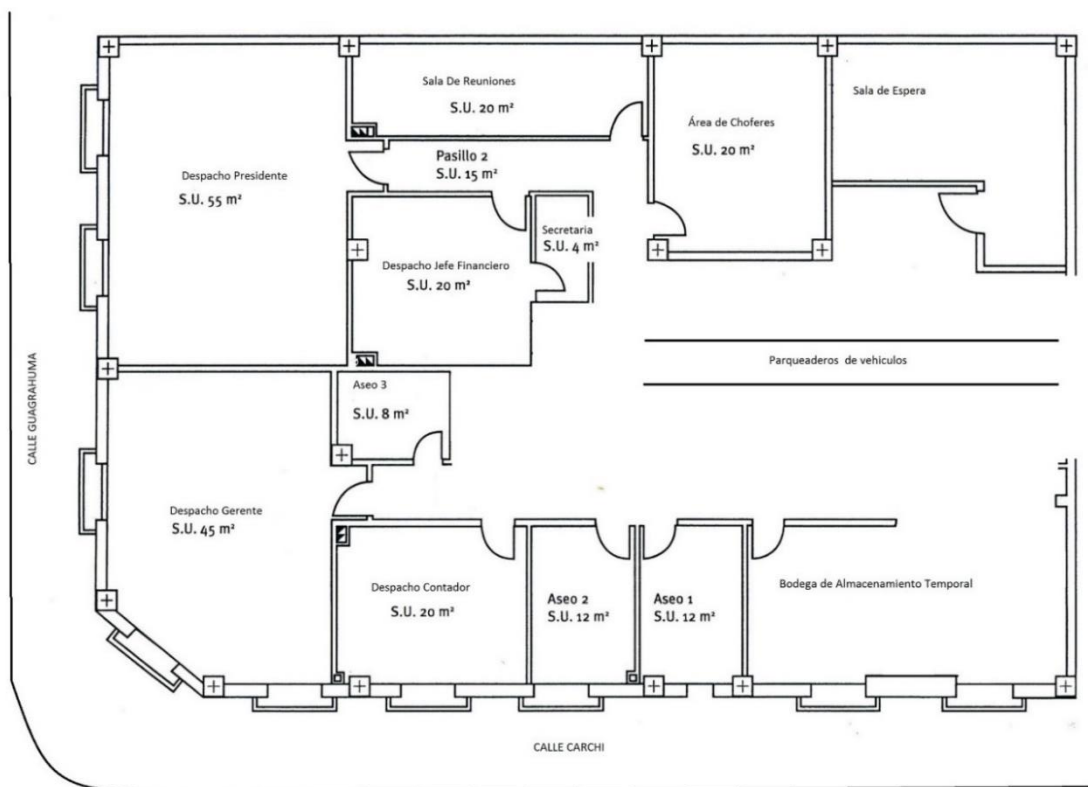 Sala De Reuniones
S.U. 20 m²
Sala de Espera
Área de Choferes
S.U. 20 m²
Pasillo 2
S.U. 15 m²
Despacho Presidente
S.U. 55 m²
Secretaria
S.U. 4 m²
Despacho Jefe Financiero
S.U. 20 m²
Parqueaderos de vehiculos
CALLE GUAGRAHUMA
Aseo 3
S.U. 8 m²
Despacho Gerente
S.U. 45 m²
Despacho Contador
S.U. 20 m²
Aseo 2
S.U. 12 m²
Aseo 1
S.U. 12 m²
Bodega de Almacenamiento Temporal
CALLE CARCHI